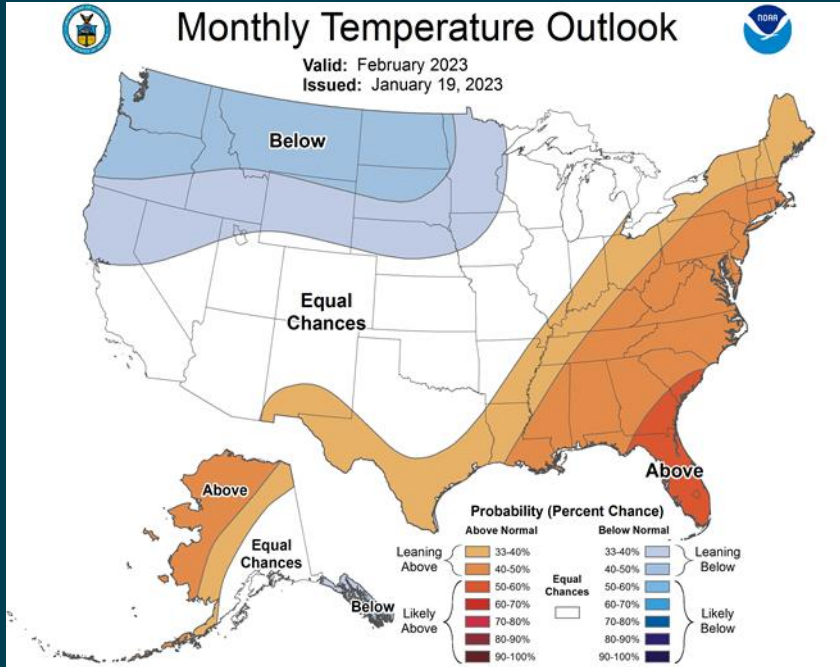 Monthly Temperature Outlook
NOAA
Valid: February 2023
Issued: January 19, 2023
Below
Equal
Chances
Above
Above
Equal
Chances
Below
Probability (Percent Chance)
Above Normal
Below Normal
Leaning
Above
33-40%
40-50%
50-60%
60-70%
70-80%
80-90%
90-100%
Likely
Above
Equal
Chances
33-40%
40-50%
50-60%
60-70%
70-80%
80-90%
90-100%
Leaning
Below
Likely
Below